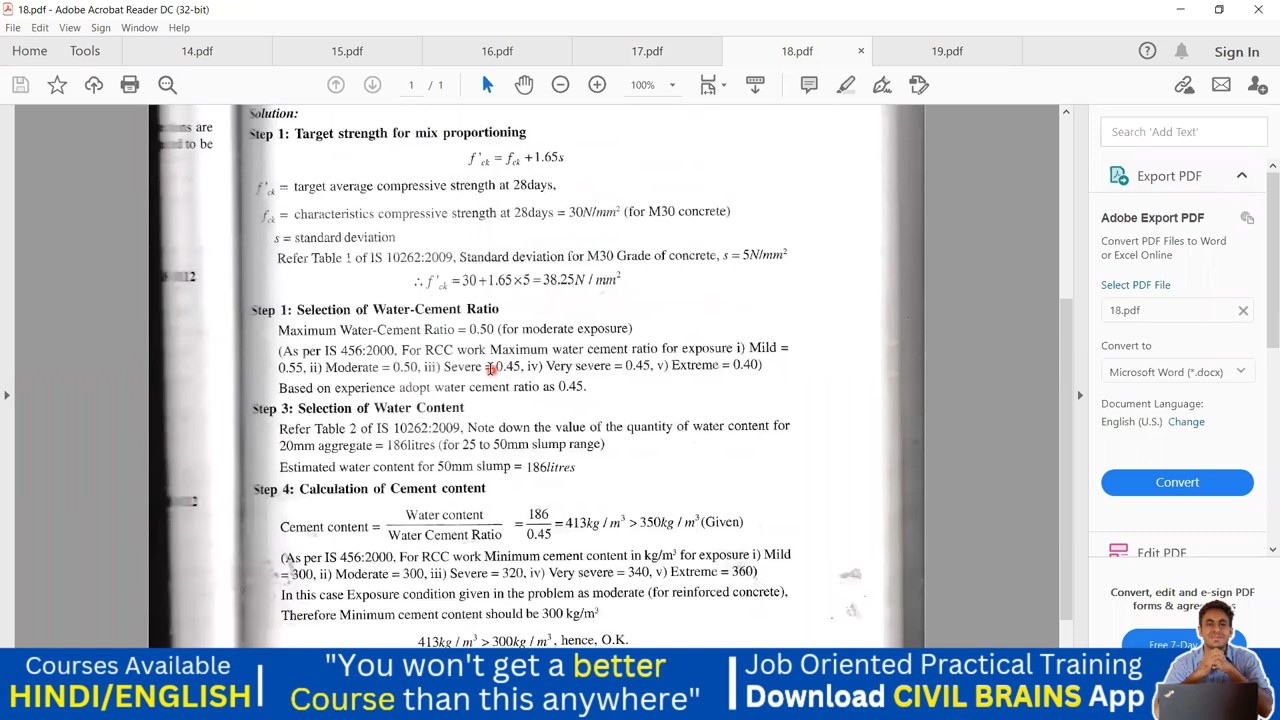 18.pdf - Adobe Acrobat Reader DC (32-bit)
File Edit View Sign Window Help
Home Tools 14.pdf 15.pdf 16.pdf 17.pdf 18.pdf × 19.pdf Sign In
1 / 1 100%
are
to be
12
2
Solution:
Step 1: Target strength for mix proportioning
f'ck = fck +1.65s
f'ck = target average compressive strength at 28days,
fck = characteristics compressive strength at 28days = 30N/mm² (for M30 concrete)
s = standard deviation
Refer Table 1 of IS 10262:2009, Standard deviation for M30 Grade of concrete, s = 5N/mm²
∴ f'ck = 30+1.65×5 = 38.25N / mm²
Step 1: Selection of Water-Cement Ratio
Maximum Water-Cement Ratio = 0.50 (for moderate exposure)
(As per IS 456:2000, For RCC work Maximum water cement ratio for exposure i) Mild =
0.55, ii) Moderate = 0.50, iii) Severe = 0.45, iv) Very severe = 0.45, v) Extreme = 0.40)
Based on experience adopt water cement ratio as 0.45.
Step 3: Selection of Water Content
Refer Table 2 of IS 10262:2009, Note down the value of the quantity of water content for
20mm aggregate = 186litres (for 25 to 50mm slump range)
Estimated water content for 50mm slump = 186litres
Step 4: Calculation of Cement content
Cement content = Water content / Water Cement Ratio = 186 / 0.45 = 413kg / m³ > 350kg / m³ (Given)
(As per IS 456:2000, For RCC work Minimum cement content in kg/m³ for exposure i) Mild
= 300, ii) Moderate = 300, iii) Severe = 320, iv) Very severe = 340, v) Extreme = 360)
In this case Exposure condition given in the problem as moderate (for reinforced concrete),
Therefore Minimum cement content should be 300 kg/m³
413kg / m³ > 300kg / m³, hence, O.K.
Search 'Add Text'
Export PDF
Adobe Export PDF
Convert PDF Files to Word
or Excel Online
Select PDF File
18.pdf
Convert to
Microsoft Word (*.docx)
Document Language:
English (U.S.) Change
Convert
Edit PDF
Convert, edit and e-sign PDF
forms & agreements
Free 7-Day
Courses Available
HINDI/ENGLISH
"You won't get a better
Course than this anywhere"
Job Oriented Practical Training
Download CIVIL BRAINS App